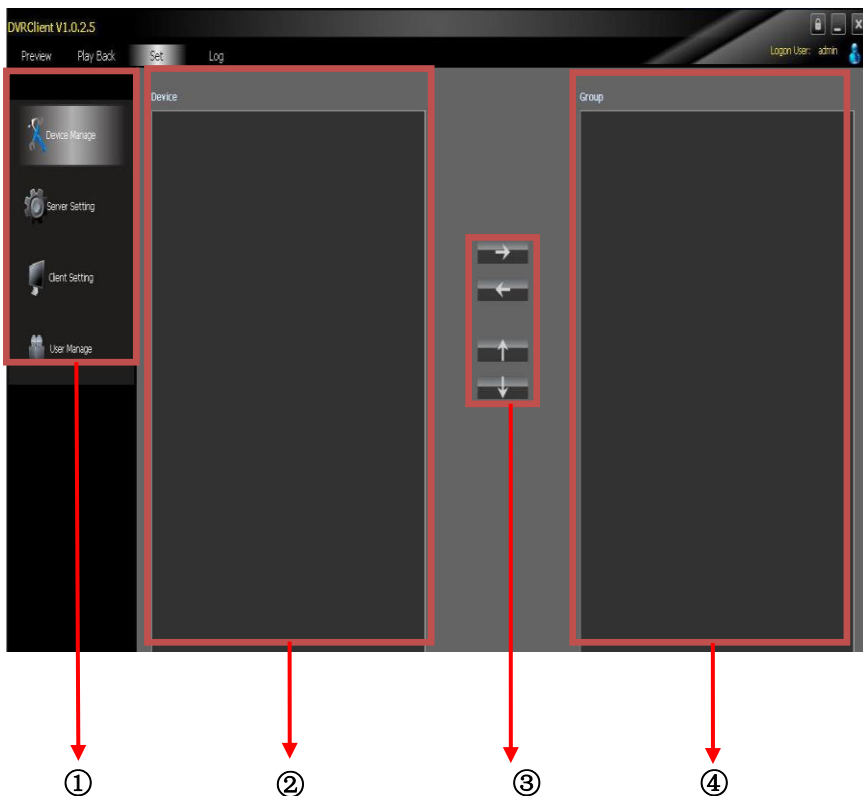 DVRClient V1.0.2.5
Preview Play Back Set Log
Logon User: admin
Device Group
Device Manage
Server Setting
Client Setting
User Manage
① ② ③ ④